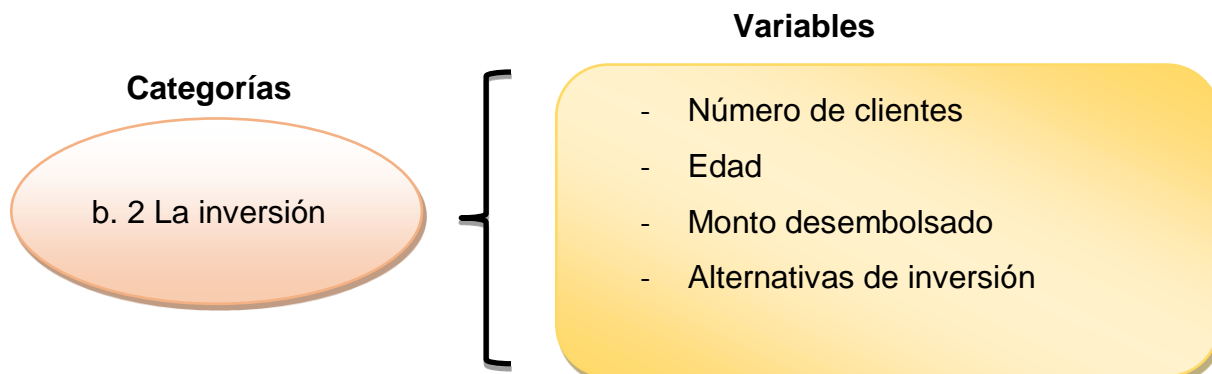 Variables
Categorías
- Número de clientes
- Edad
b. 2 La inversión
- Monto desembolsado
- Alternativas de inversión